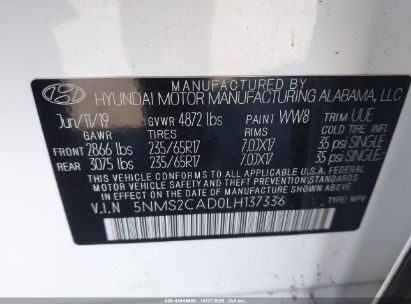 MANUFACTURED BY
HYUNDAI MOTOR MANUFACTURING ALABAMA, LLC
Jun/11/19 GVWR 4872 lbs PAINT WW8 TRIM UUE
GAWR TIRES RIMS COLD TIRE INFL
FRONT 2866 lbs 235/65R17 7.0JX17 35 psi SINGLE
REAR 3075 lbs 235/65R17 7.0JX17 35 psi SINGLE
THIS VEHICLE CONFORMS TO ALL APPLICABLE U.S. FEDERAL MOTOR VEHICLE
SAFETY, BUMPER, AND THEFT PREVENTION STANDARDS IN EFFECT ON
THE DATE OF MANUFACTURE SHOWN ABOVE.
V.I.N 5NMS2CAD0LH137336 TYPE: MPV